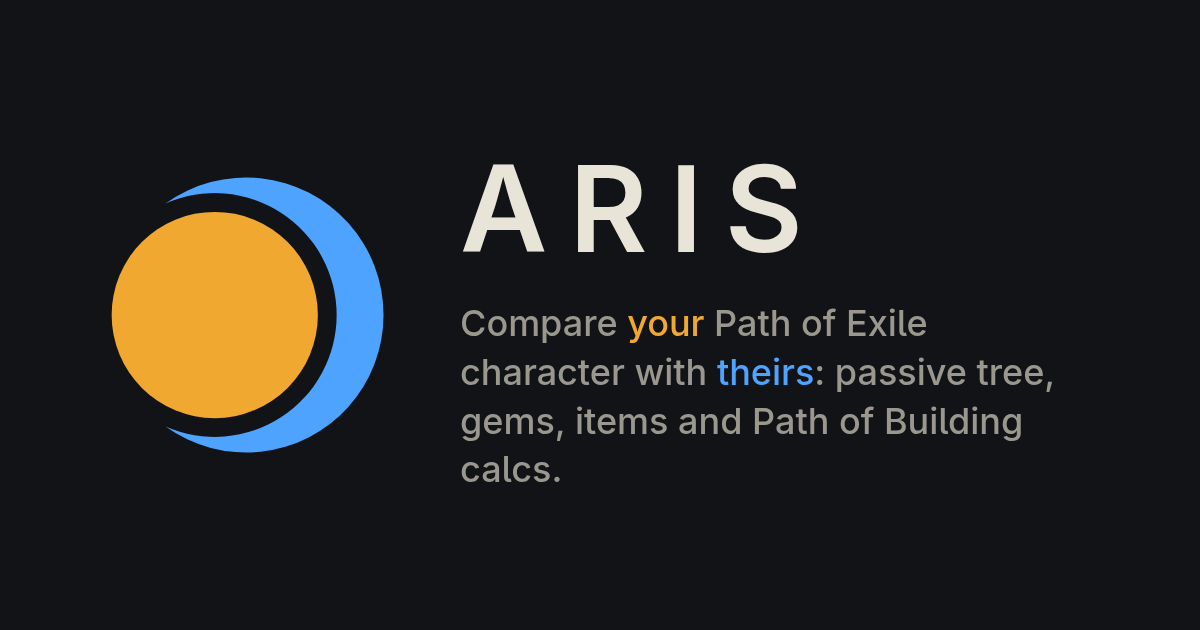 ARIS
Compare your Path of Exile
character with theirs: passive tree,
gems, items and Path of Building
calcs.